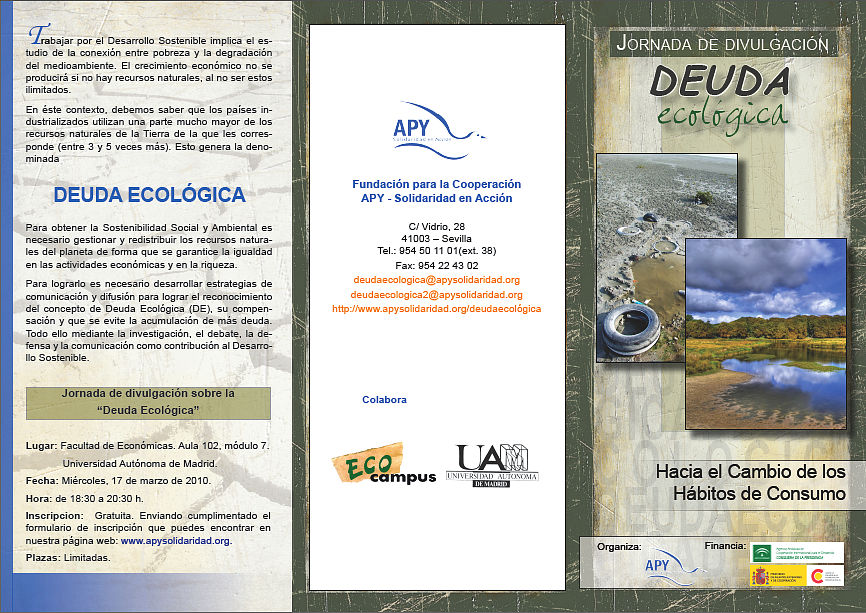 Trabajar por el Desarrollo Sostenible implica el es-
tudio de la conexión entre pobreza y la degradación
del medioambiente. El crecimiento económico no se
producirá si no hay recursos naturales, al no ser estos
ilimitados.
En éste contexto, debemos saber que los países in-
dustrializados utilizan una parte mucho mayor de los
recursos naturales de la Tierra de la que les corres-
ponde (entre 3 y 5 veces más). Esto genera la deno-
minada
DEUDA ECOLÓGICA
Para obtener la Sostenibilidad Social y Ambiental es
necesario gestionar y redistribuir los recursos natura-
les del planeta de forma que se garantice la igualdad
en las actividades económicas y en la riqueza.
Para lograrlo es necesario desarrollar estrategias de
comunicación y difusión para lograr el reconocimiento
del concepto de Deuda Ecológica (DE), su compen-
sación y que se evite la acumulación de más deuda.
Todo ello mediante la investigación, el debate, la de-
fensa y la comunicación como contribución al Desarro-
llo Sostenible.
Jornada de divulgación sobre la
“Deuda Ecológica”
Lugar: Facultad de Económicas. Aula 102, módulo 7.
Universidad Autónoma de Madrid.
Fecha: Miércoles, 17 de marzo de 2010.
Hora: de 18:30 a 20:30 h.
Inscripcion: Gratuita. Enviando cumplimentado el
formulario de inscripción que puedes encontrar en
nuestra página web: www.apysolidaridad.org.
Plazas: Limitadas.
APY
Solidaridad en Acción
Fundación para la Cooperación
APY - Solidaridad en Acción
C/ Vidrio, 28
41003 – Sevilla
Tel.: 954 50 11 01(ext. 38)
Fax: 954 22 43 02
deudaecologica@apysolidaridad.org
deudaecologica2@apysolidaridad.org
http://www.apysolidaridad.org/deudaecológica
Colabora
ECO
campus
UAM
UNIVERSIDAD AUTONOMA
DE MADRID
JORNADA DE DIVULGACIÓN
DEUDA
ecológica
Hacia el Cambio de los
Hábitos de Consumo
Organiza:
APY
Financia:
CONSEJERÍA DE LA PRESIDENCIA